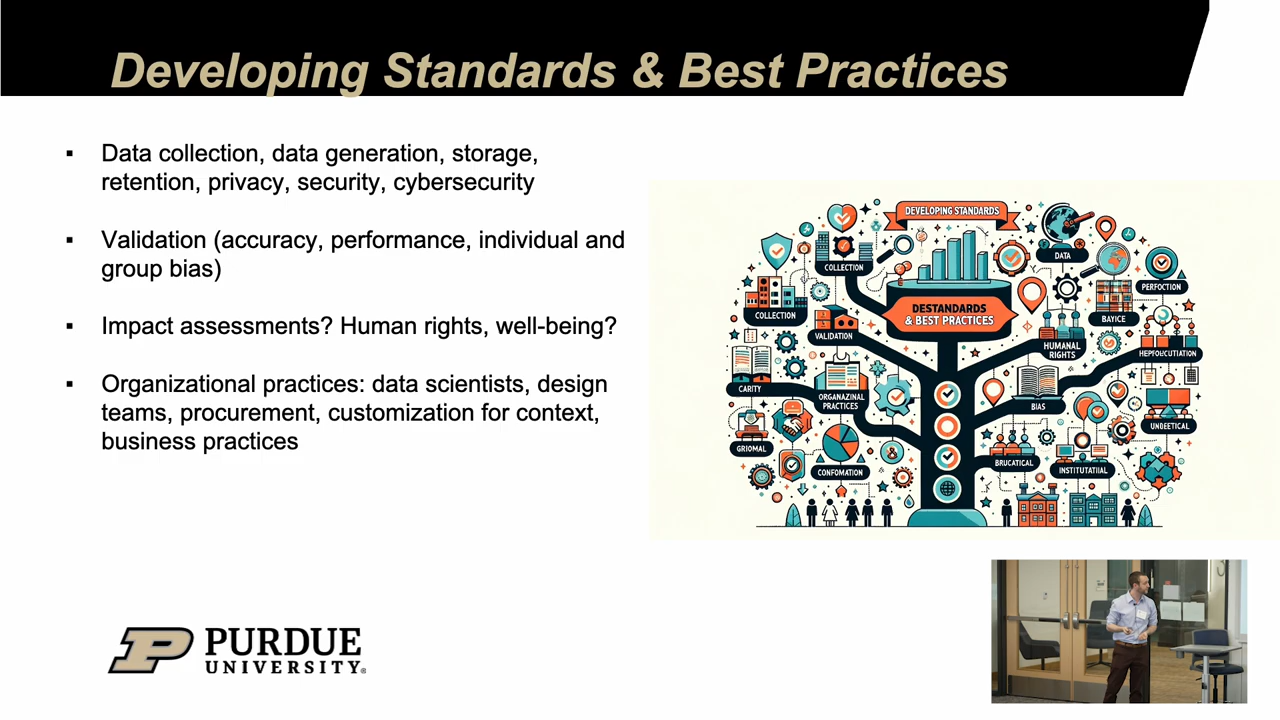 Developing Standards & Best Practices
▪ Data collection, data generation, storage,
retention, privacy, security, cybersecurity
▪ Validation (accuracy, performance, individual and
group bias)
▪ Impact assessments? Human rights, well-being?
▪ Organizational practices: data scientists, design
teams, procurement, customization for context,
business practices
DEVELOPING STANDARDS
COLLECTION
DATA
PERFOCTION
COLLECTION
DESTANDARDS
& BEST PRACTICES
BAYICE
VALIDATION
HUMANAL
RIGHTS
HEPFOUCUTATION
CARITY
ORGANAZINAL
PRACTICES
BIAS
UNBEETICAL
GRIOMAL
CONFOMATION
BRUCATICAL
INSTITUTATIIAL
PURDUE
UNIVERSITY®